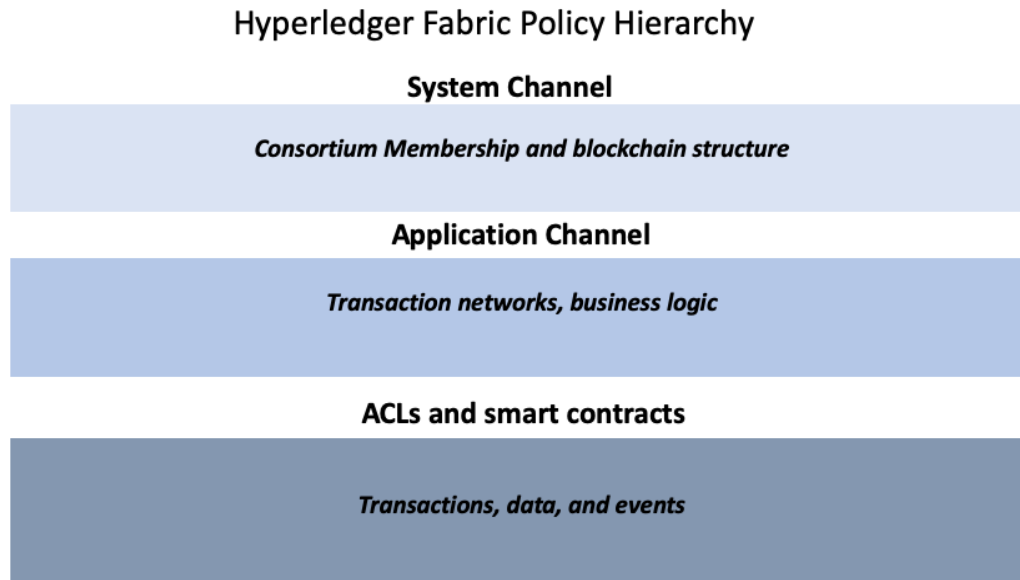 Hyperledger Fabric Policy Hierarchy
System Channel
Consortium Membership and blockchain structure
Application Channel
Transaction networks, business logic
ACLs and smart contracts
Transactions, data, and events